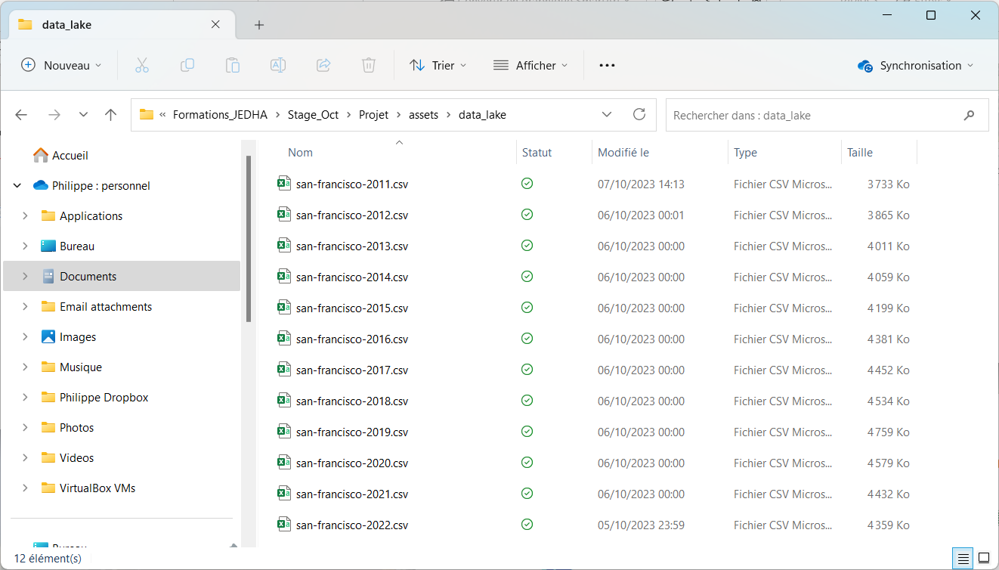 data_lake
Nouveau
Trier
Afficher
Synchronisation
« Formations_JEDHA > Stage_Oct > Projet > assets > data_lake
Rechercher dans : data_lake
Accueil
Philippe : personnel
Applications
Bureau
Documents
Email attachments
Images
Musique
Philippe Dropbox
Photos
Videos
VirtualBox VMs
Bureau
Nom Statut Modifié le Type Taille
san-francisco-2011.csv 07/10/2023 14:13 Fichier CSV Micros... 3 733 Ko
san-francisco-2012.csv 06/10/2023 00:01 Fichier CSV Micros... 3 865 Ko
san-francisco-2013.csv 06/10/2023 00:00 Fichier CSV Micros... 4 011 Ko
san-francisco-2014.csv 06/10/2023 00:00 Fichier CSV Micros... 4 059 Ko
san-francisco-2015.csv 06/10/2023 00:00 Fichier CSV Micros... 4 199 Ko
san-francisco-2016.csv 06/10/2023 00:00 Fichier CSV Micros... 4 381 Ko
san-francisco-2017.csv 06/10/2023 00:00 Fichier CSV Micros... 4 452 Ko
san-francisco-2018.csv 06/10/2023 00:00 Fichier CSV Micros... 4 534 Ko
san-francisco-2019.csv 06/10/2023 00:00 Fichier CSV Micros... 4 759 Ko
san-francisco-2020.csv 06/10/2023 00:00 Fichier CSV Micros... 4 579 Ko
san-francisco-2021.csv 06/10/2023 00:00 Fichier CSV Micros... 4 432 Ko
san-francisco-2022.csv 05/10/2023 23:59 Fichier CSV Micros... 4 359 Ko
12 élément(s)